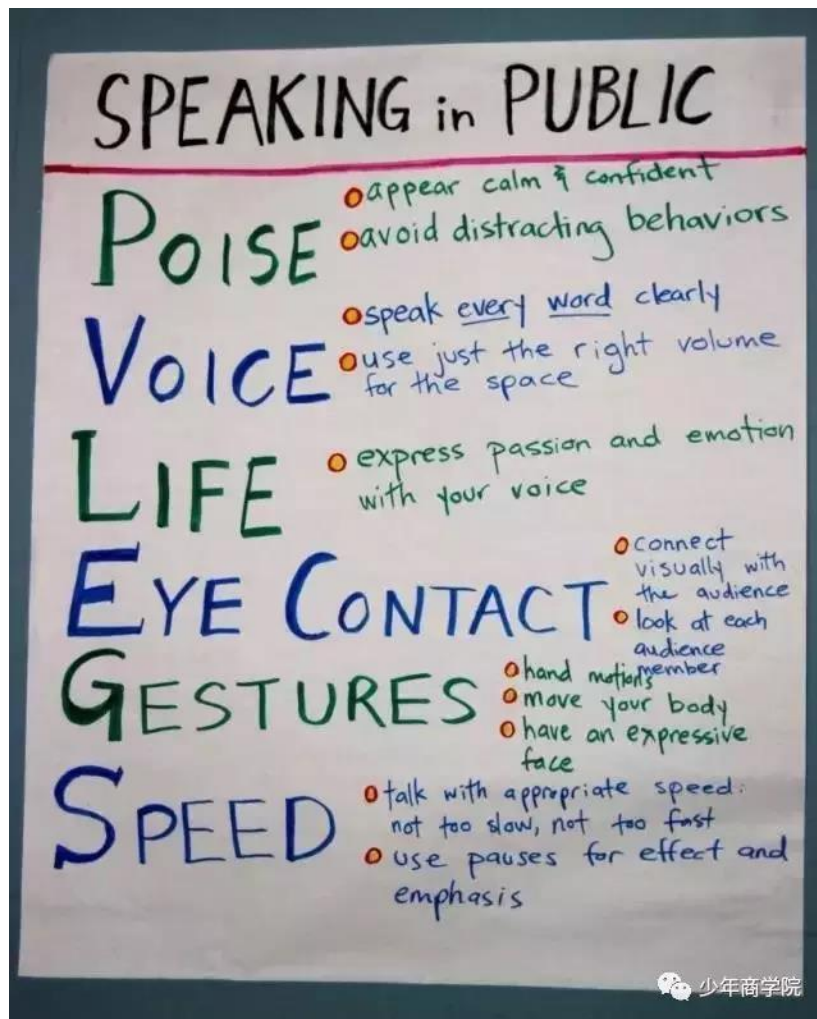 SPEAKING in PUBLIC
POISE
appear calm & confident
avoid distracting behaviors
VOICE
speak every word clearly
use just the right volume
for the space
LIFE
express passion and emotion
with your voice
EYE CONTACT
connect
visually with
the audience
look at each
audience
member
GESTURES
hand motions
move your body
have an expressive
face
SPEED
talk with appropriate speed:
not too slow, not too fast
use pauses for effect and
emphasis
少年商学院